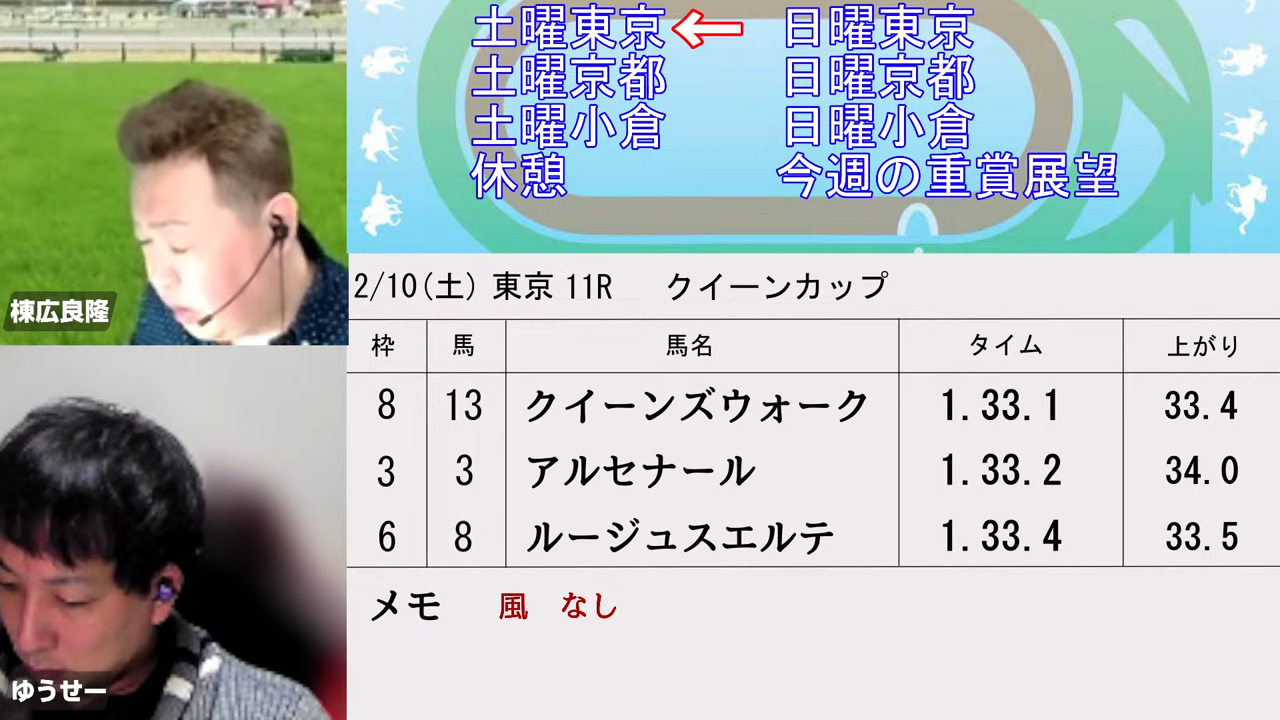 土曜東京 日曜東京
土曜京都 日曜京都
土曜小倉 日曜小倉
休憩 今週の重賞展望
棟広良隆
2/10(土) 東京 11R クイーンカップ
枠 馬 馬名 タイム 上がり
8 13 クイーンズウォーク 1.33.1 33.4
3 3 アルセナール 1.33.2 34.0
6 8 ルージュスエルテ 1.33.4 33.5
メモ 風 なし
ゆうせー